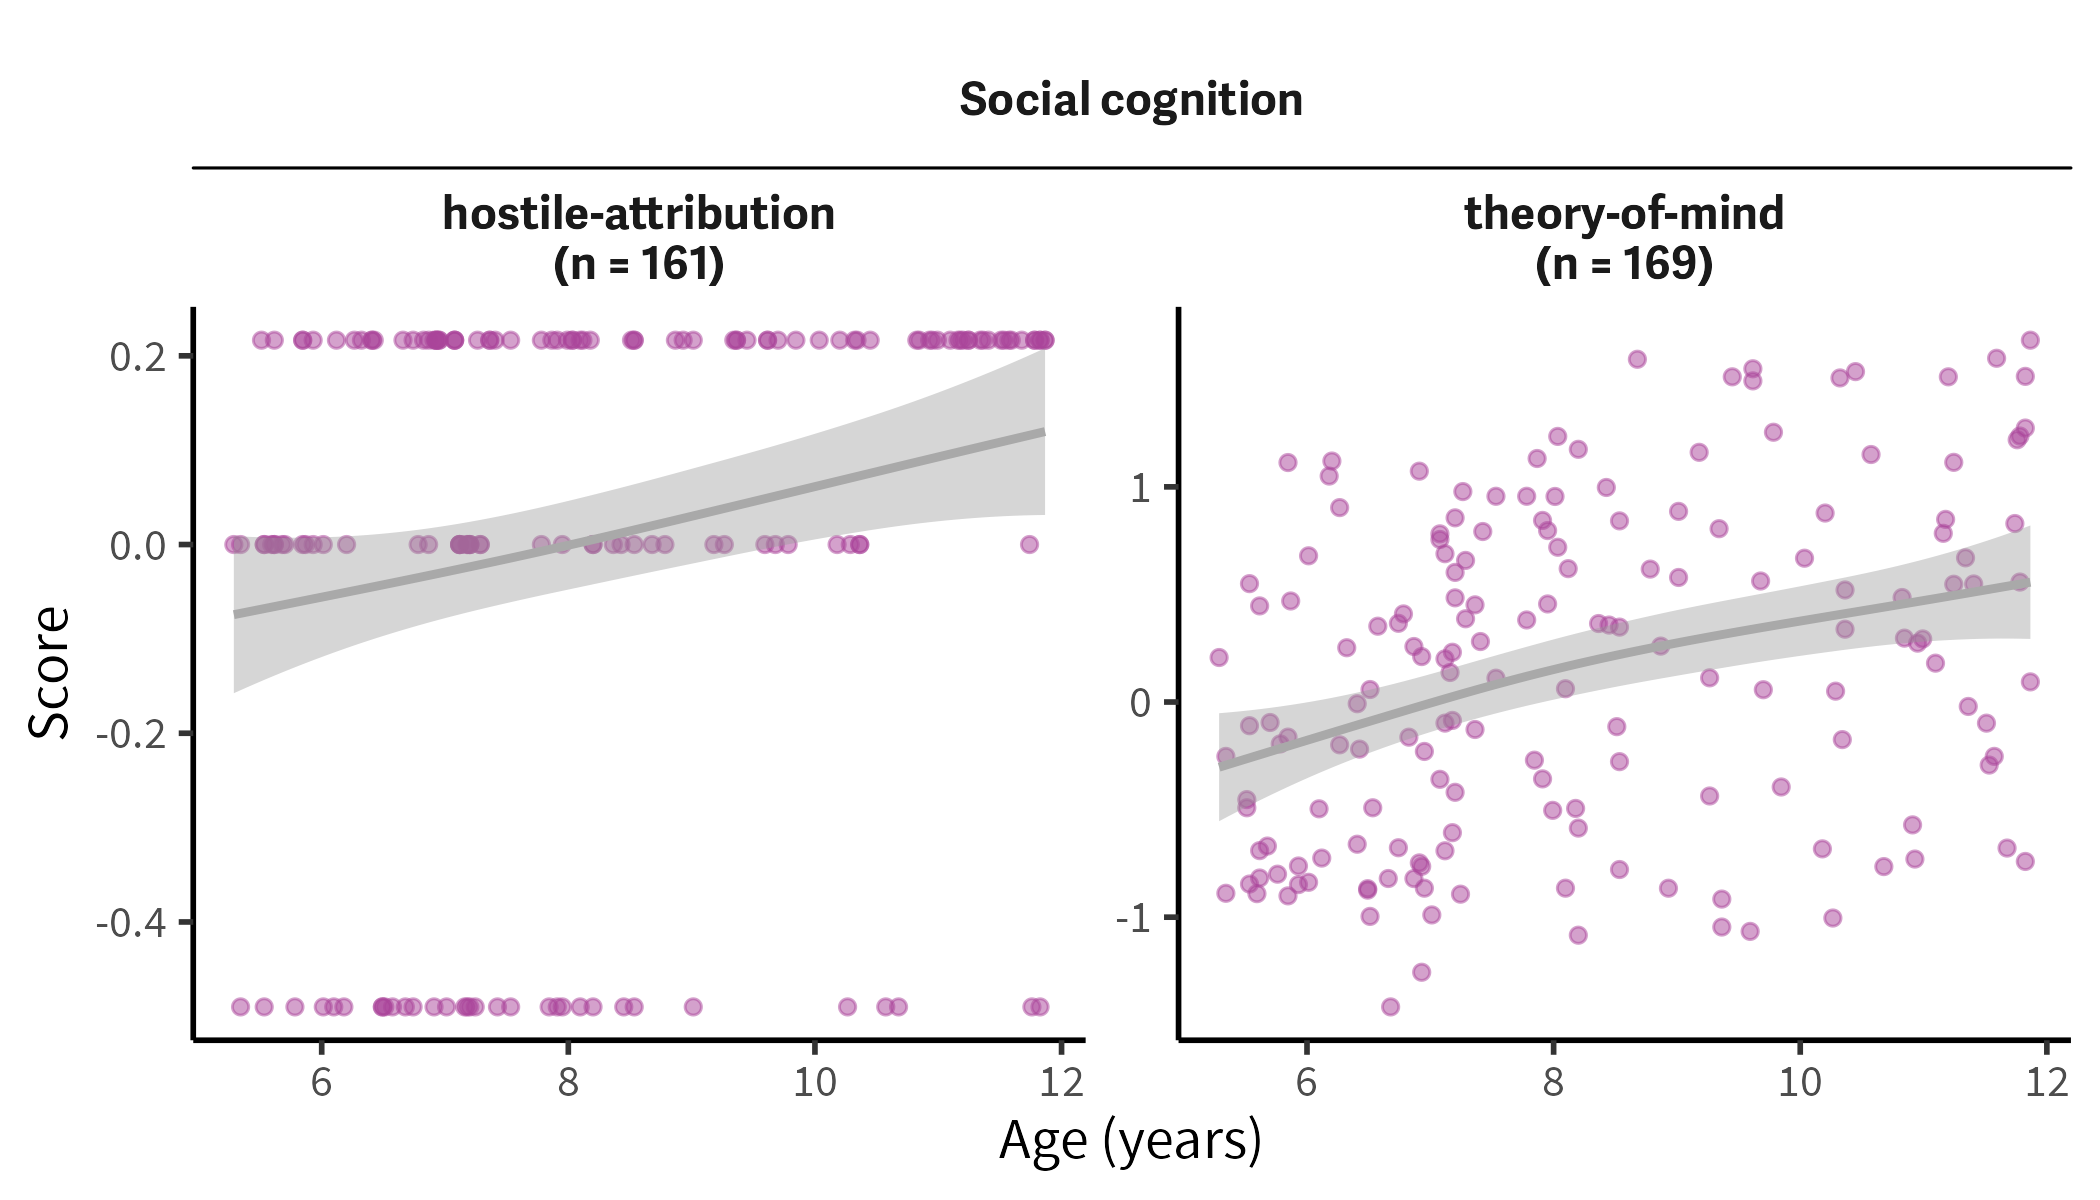 Social cognition
hostile-attribution
(n = 161)
theory-of-mind
(n = 169)
Score
0.2
0.0
-0.2
-0.4
6 8 10 12
1
0
-1
6 8 10 12
Age (years)